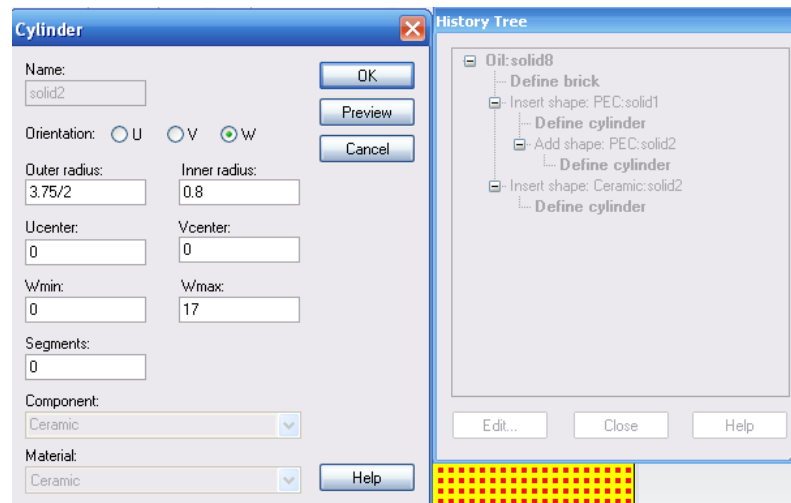 Cylinder
Name:
solid2
OK
Preview
Cancel
Orientation: U V W
Outer radius: Inner radius:
3.75/2 0.8
Ucenter: Vcenter:
0 0
Wmin: Wmax:
0 17
Segments:
0
Component:
Ceramic
Material:
Ceramic
Help
History Tree
Oil:solid8
Define brick
Insert shape: PEC:solid1
Define cylinder
Add shape: PEC:solid2
Define cylinder
Insert shape: Ceramic:solid2
Define cylinder
Edit... Close Help